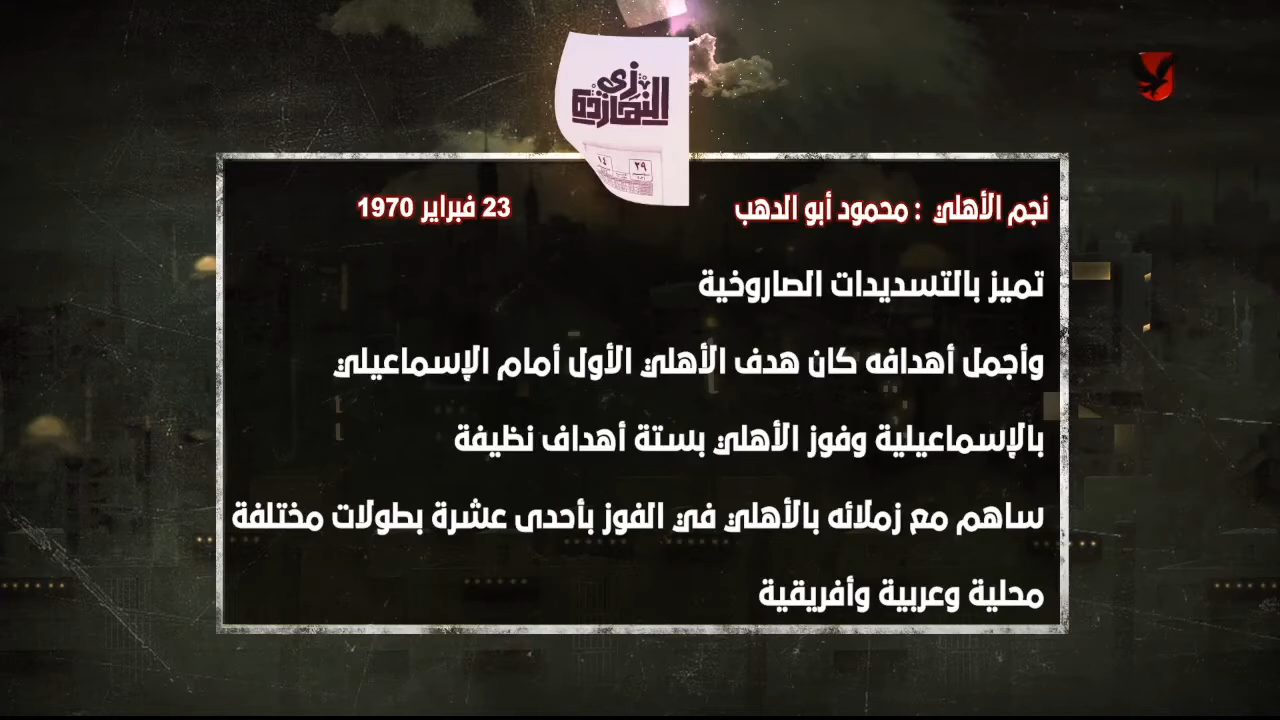 زي
النهارده
١٤
٢٩
نجم الأهلي : محمود أبو الدهب
23 فبراير 1970
تميز بالتسديدات الصاروخية
وأجمل أهدافه كان هدف الأهلي الأول أمام الإسماعيلي
بالإسماعيلية وفوز الأهلي بستة أهداف نظيفة
ساهم مع زملائه بالأهلي في الفوز بأحدى عشرة بطولات مختلفة
محلية وعربية وأفريقية